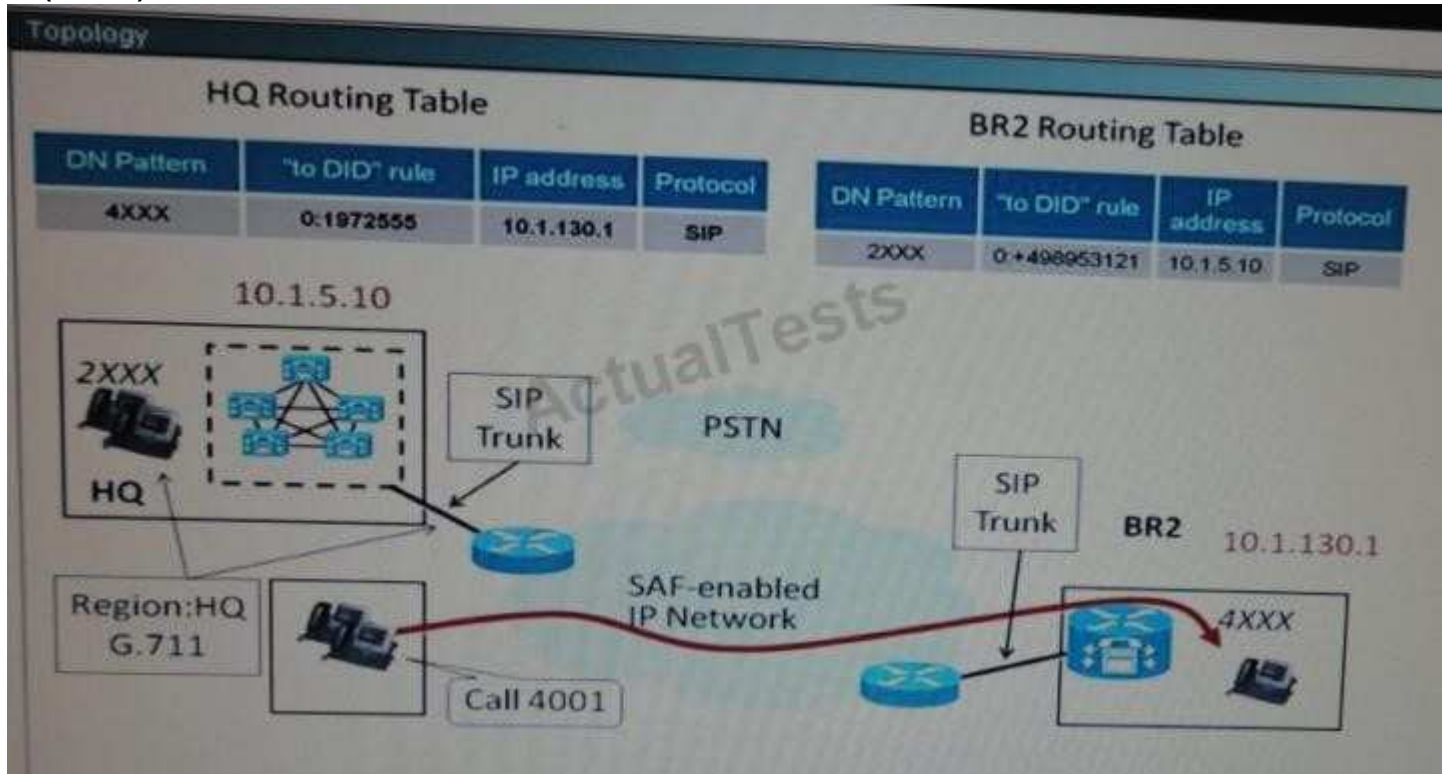 Topology
HQ Routing Table
DN Pattern "to DID" rule IP address Protocol
4XXX 0:1972555 10.1.130.1 SIP
BR2 Routing Table
DN Pattern "to DID" rule IP address Protocol
2XXX 0:+498953121 10.1.5.10 SIP
10.1.5.10
2XXX
HQ
SIP
Trunk
PSTN
ActualTests
SIP
Trunk
BR2
10.1.130.1
Region:HQ
G.711
SAF-enabled
IP Network
4XXX
Call 4001